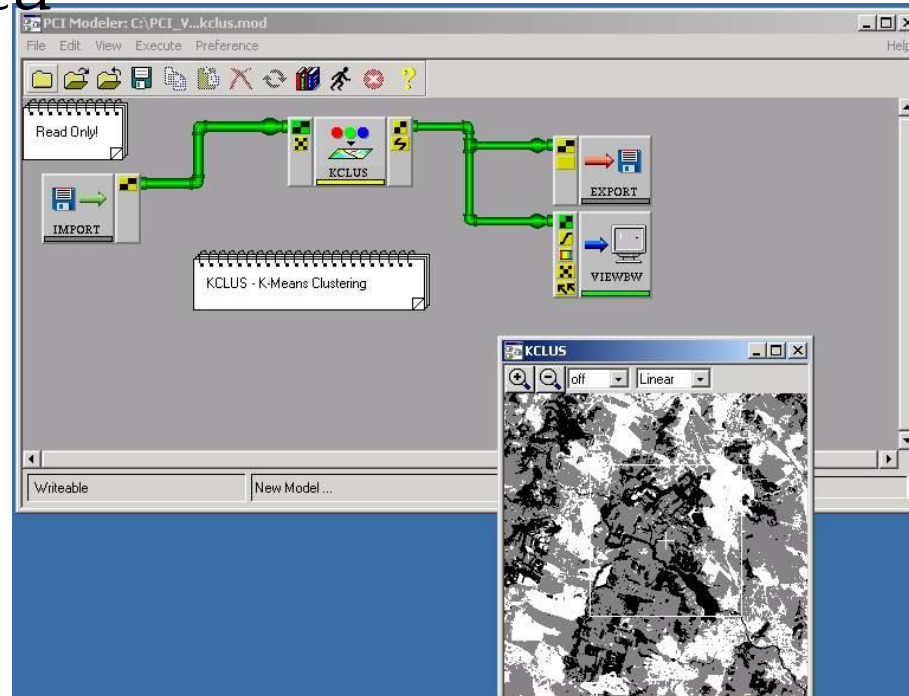 PCI Modeler: C:\PCI_V...kclus.mod
File Edit View Execute Preference Help
Read Only!
KCLUS
EXPORT
IMPORT
VIEWBW
KCLUS - K-Means Clustering
KCLUS
off Linear
Writeable New Model ...